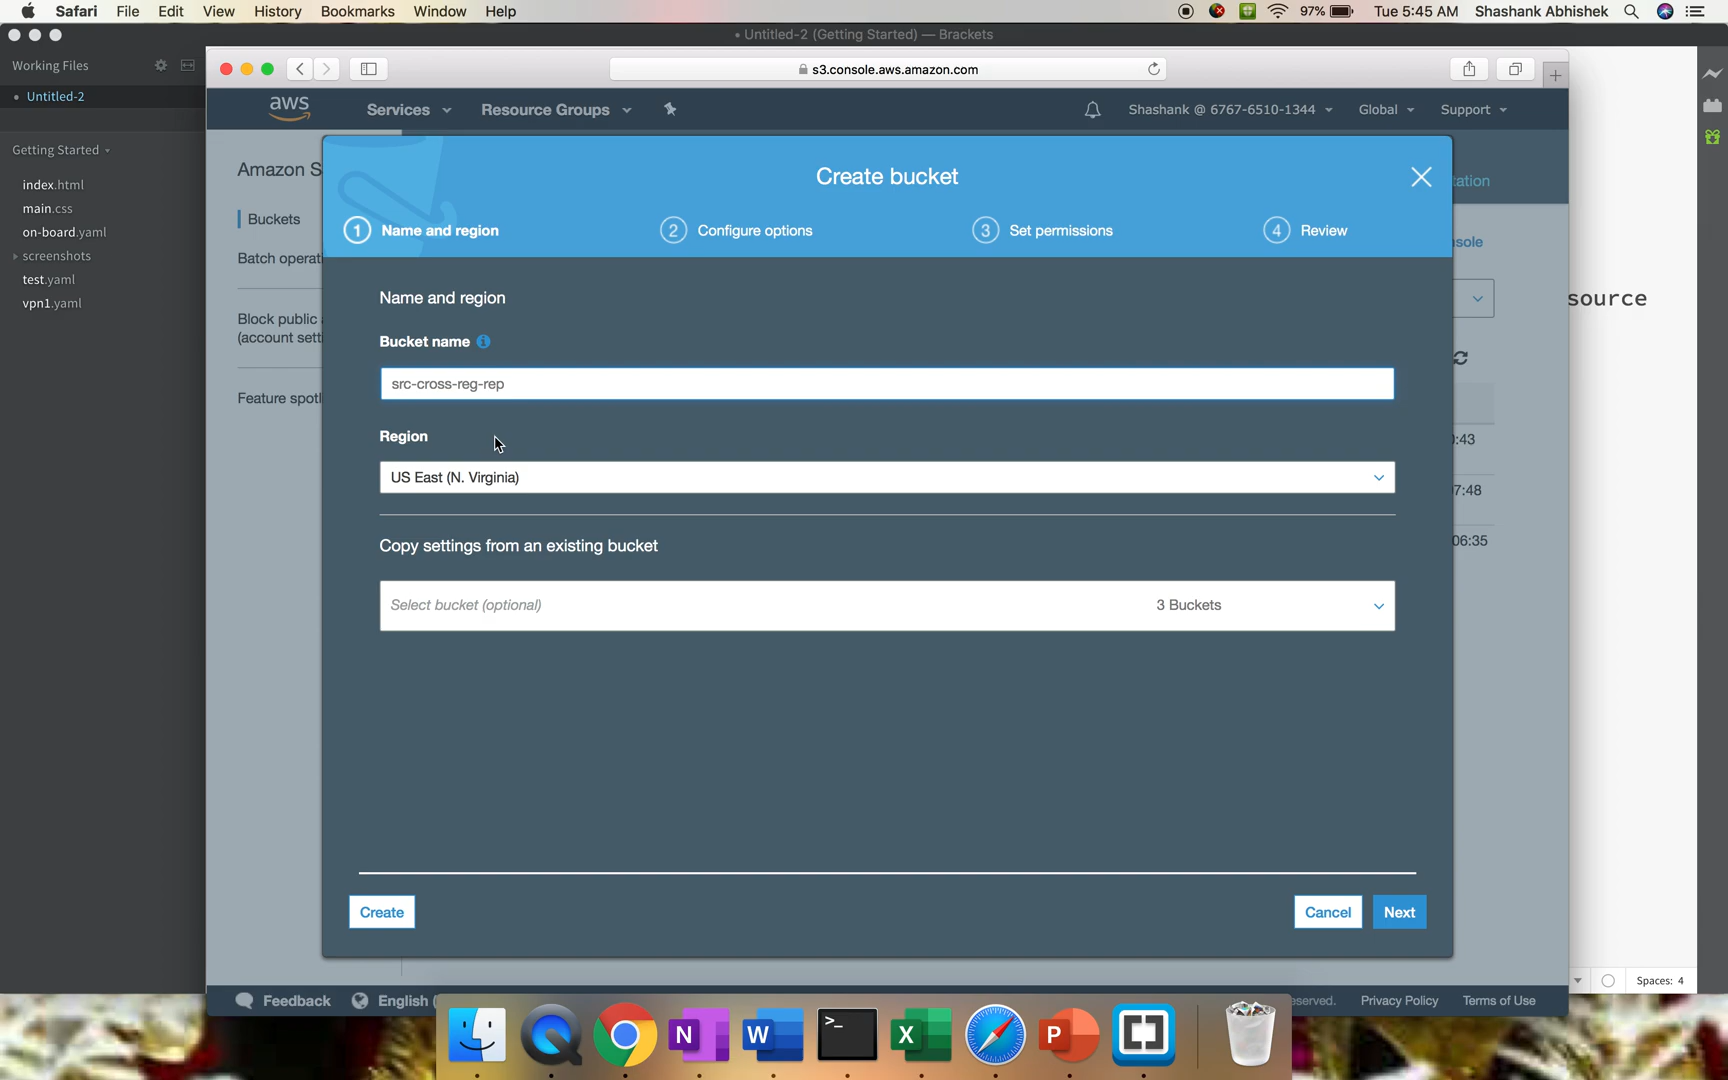 Safari File Edit View History Bookmarks Window Help 97% Tue 5:45 AM Shashank Abhishek
• Untitled-2 (Getting Started) — Brackets
Working Files
• Untitled-2
Getting Started
index.html
main.css
on-board.yaml
screenshots
test.yaml
vpn1.yaml
s3.console.aws.amazon.com
aws Services Resource Groups Shashank @ 6767-6510-1344 Global Support
Amazon S
Buckets
Batch operat
Block public
(account sett
Feature spotl
Create bucket
1 Name and region 2 Configure options 3 Set permissions 4 Review
Name and region
Bucket name
src-cross-reg-rep
Region
US East (N. Virginia)
Copy settings from an existing bucket
Select bucket (optional) 3 Buckets
Create Cancel Next
tation
sole
source
:43
7:48
06:35
Feedback English ( eserved. Privacy Policy Terms of Use
Spaces: 4
N W >_ X P